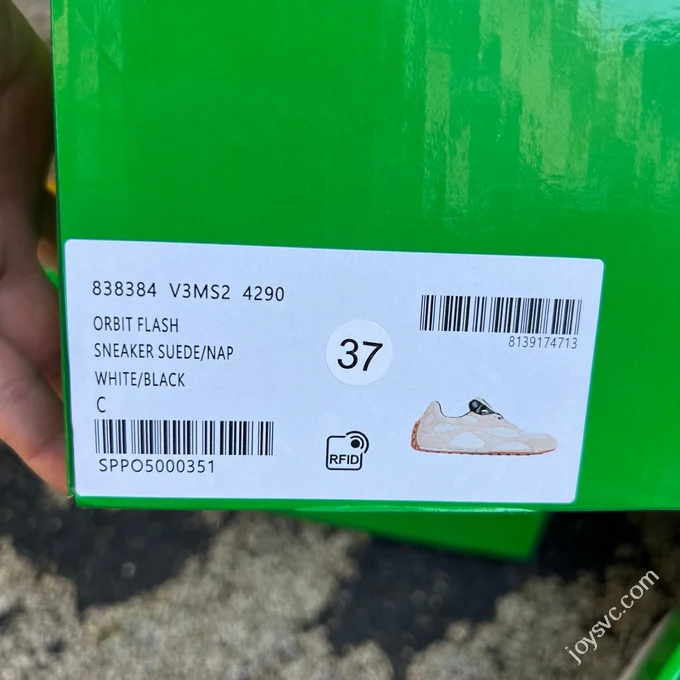 838384 V3MS2 4290
ORBIT FLASH
SNEAKER SUEDE/NAP
WHITE/BLACK
C
SPPO5000351
37
RFID
8139174713
joysvc.com